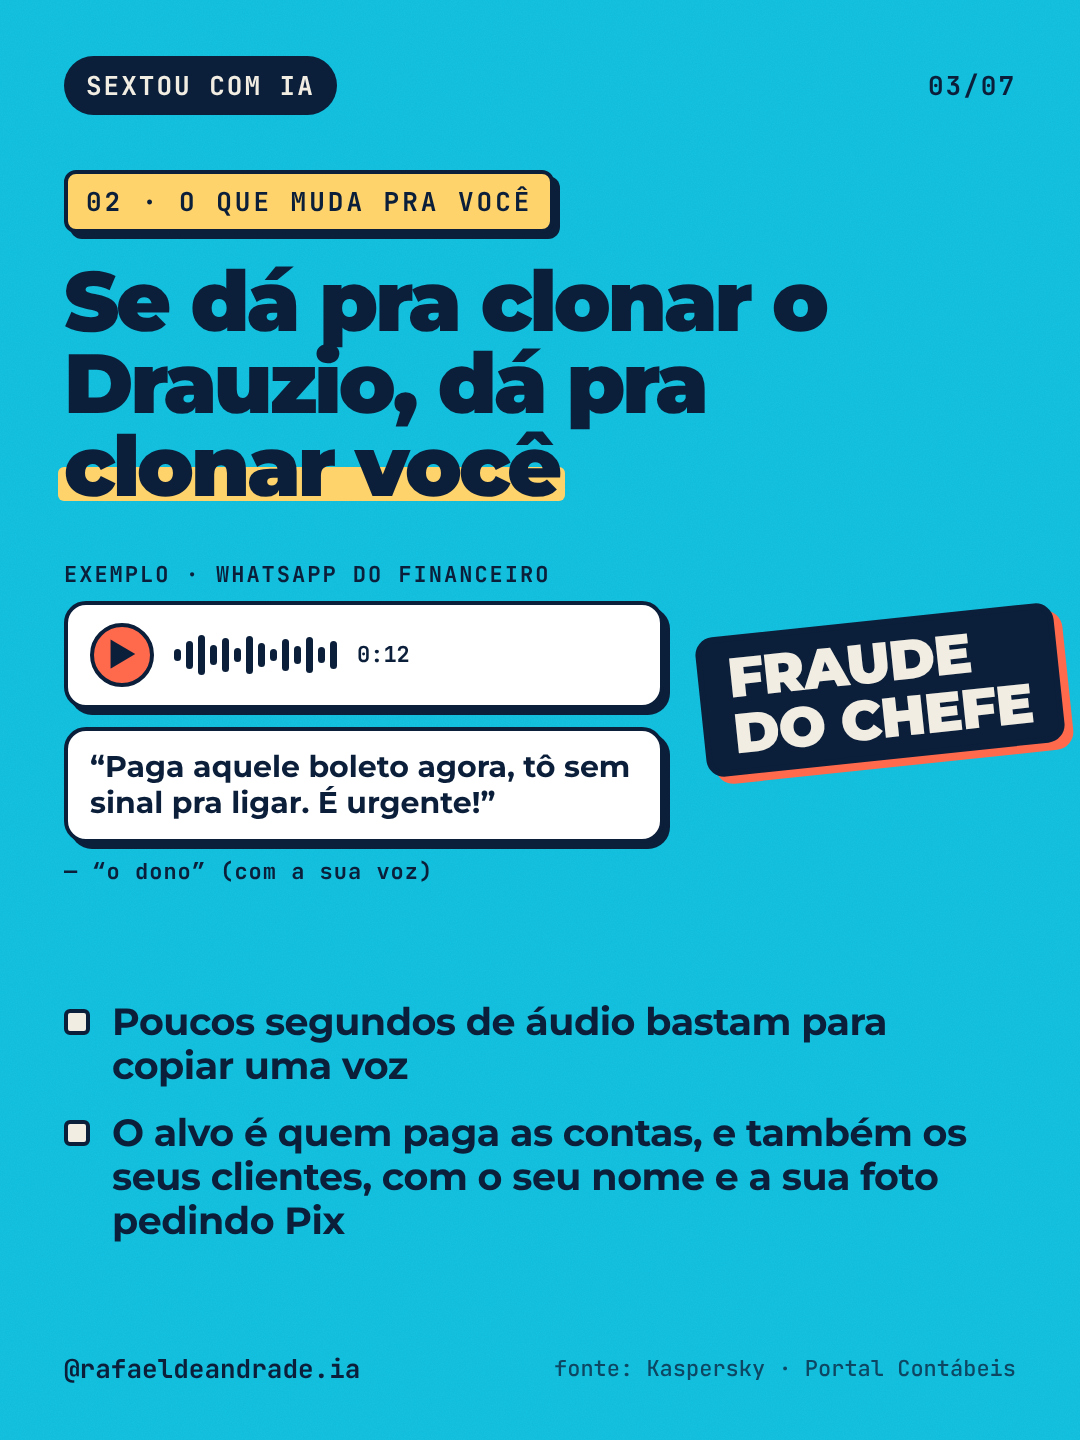 SEXTOU COM IA
03/07
02 · O QUE MUDA PRA VOCÊ
Se dá pra clonar o
Drauzio, dá pra
clonar você
EXEMPLO · WHATSAPP DO FINANCEIRO
0:12
“Paga aquele boleto agora, tô sem
sinal pra ligar. É urgente!”
— “o dono” (com a sua voz)
FRAUDE
DO CHEFE
Poucos segundos de áudio bastam para
copiar uma voz
O alvo é quem paga as contas, e também os
seus clientes, com o seu nome e a sua foto
pedindo Pix
@rafaeldeandrade.ia
fonte: Kaspersky · Portal Contábeis